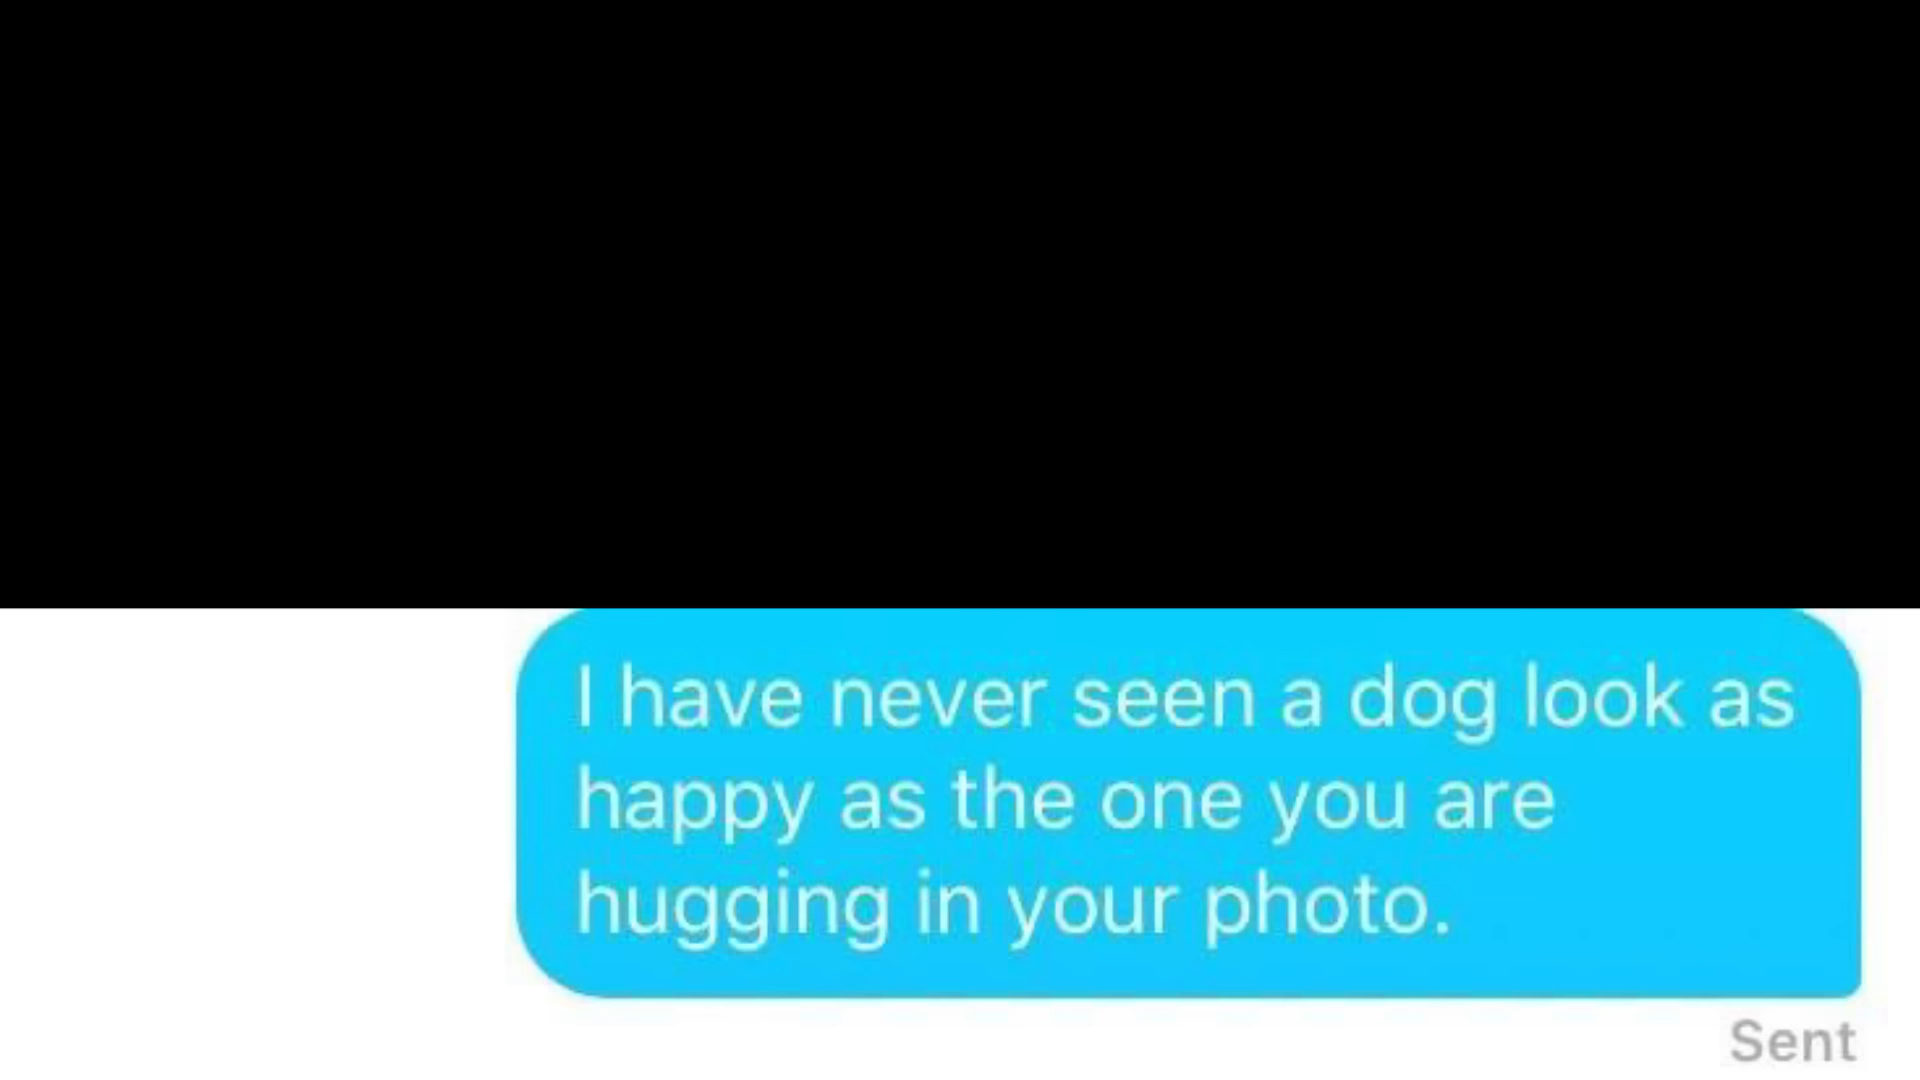 I have never seen a dog look as
happy as the one you are
hugging in your photo.
Sent